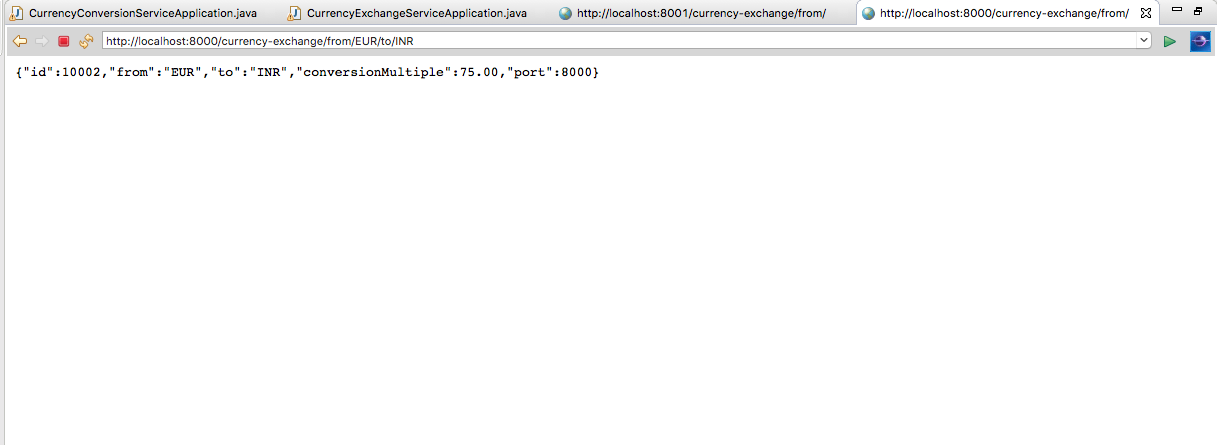 CurrencyConversionServiceApplication.java CurrencyExchangeServiceApplication.java http://localhost:8001/currency-exchange/from/ http://localhost:8000/currency-exchange/from/
http://localhost:8000/currency-exchange/from/EUR/to/INR
{"id":10002,"from":"EUR","to":"INR","conversionMultiple":75.00,"port":8000}